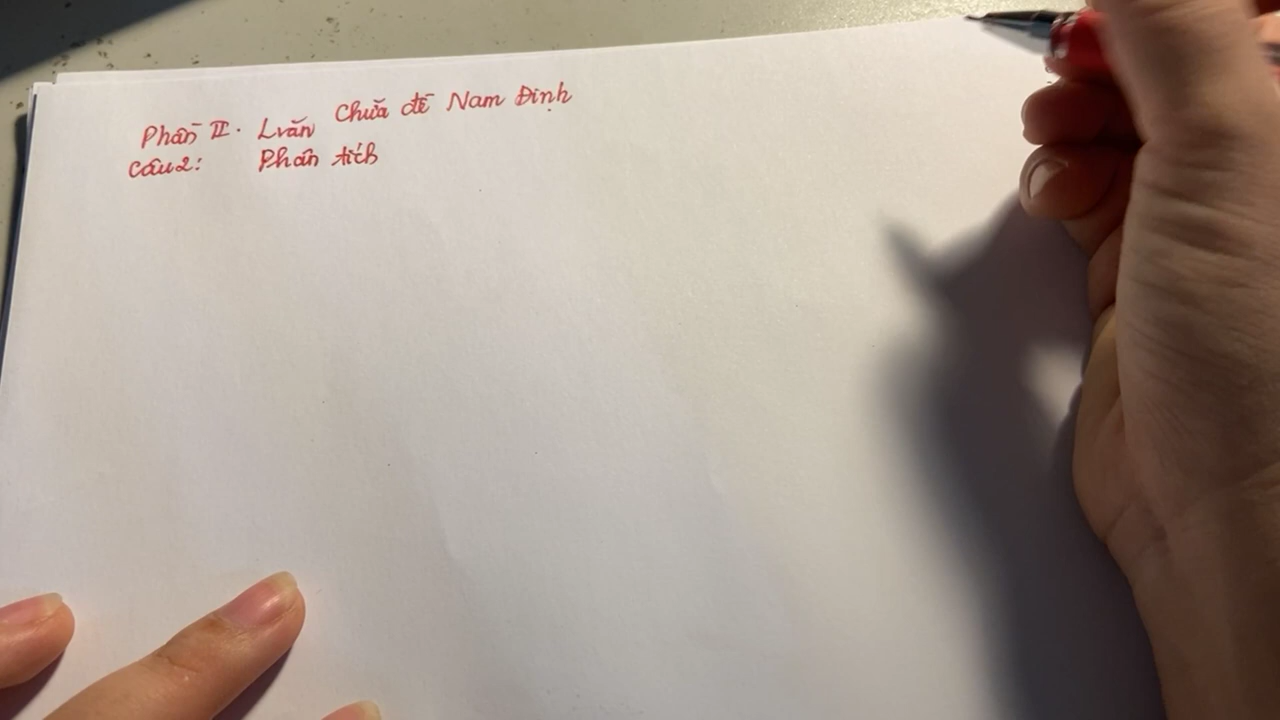 Chữa đề Nam Định
Phần II. Lvăn
Câu 2: Phân tích